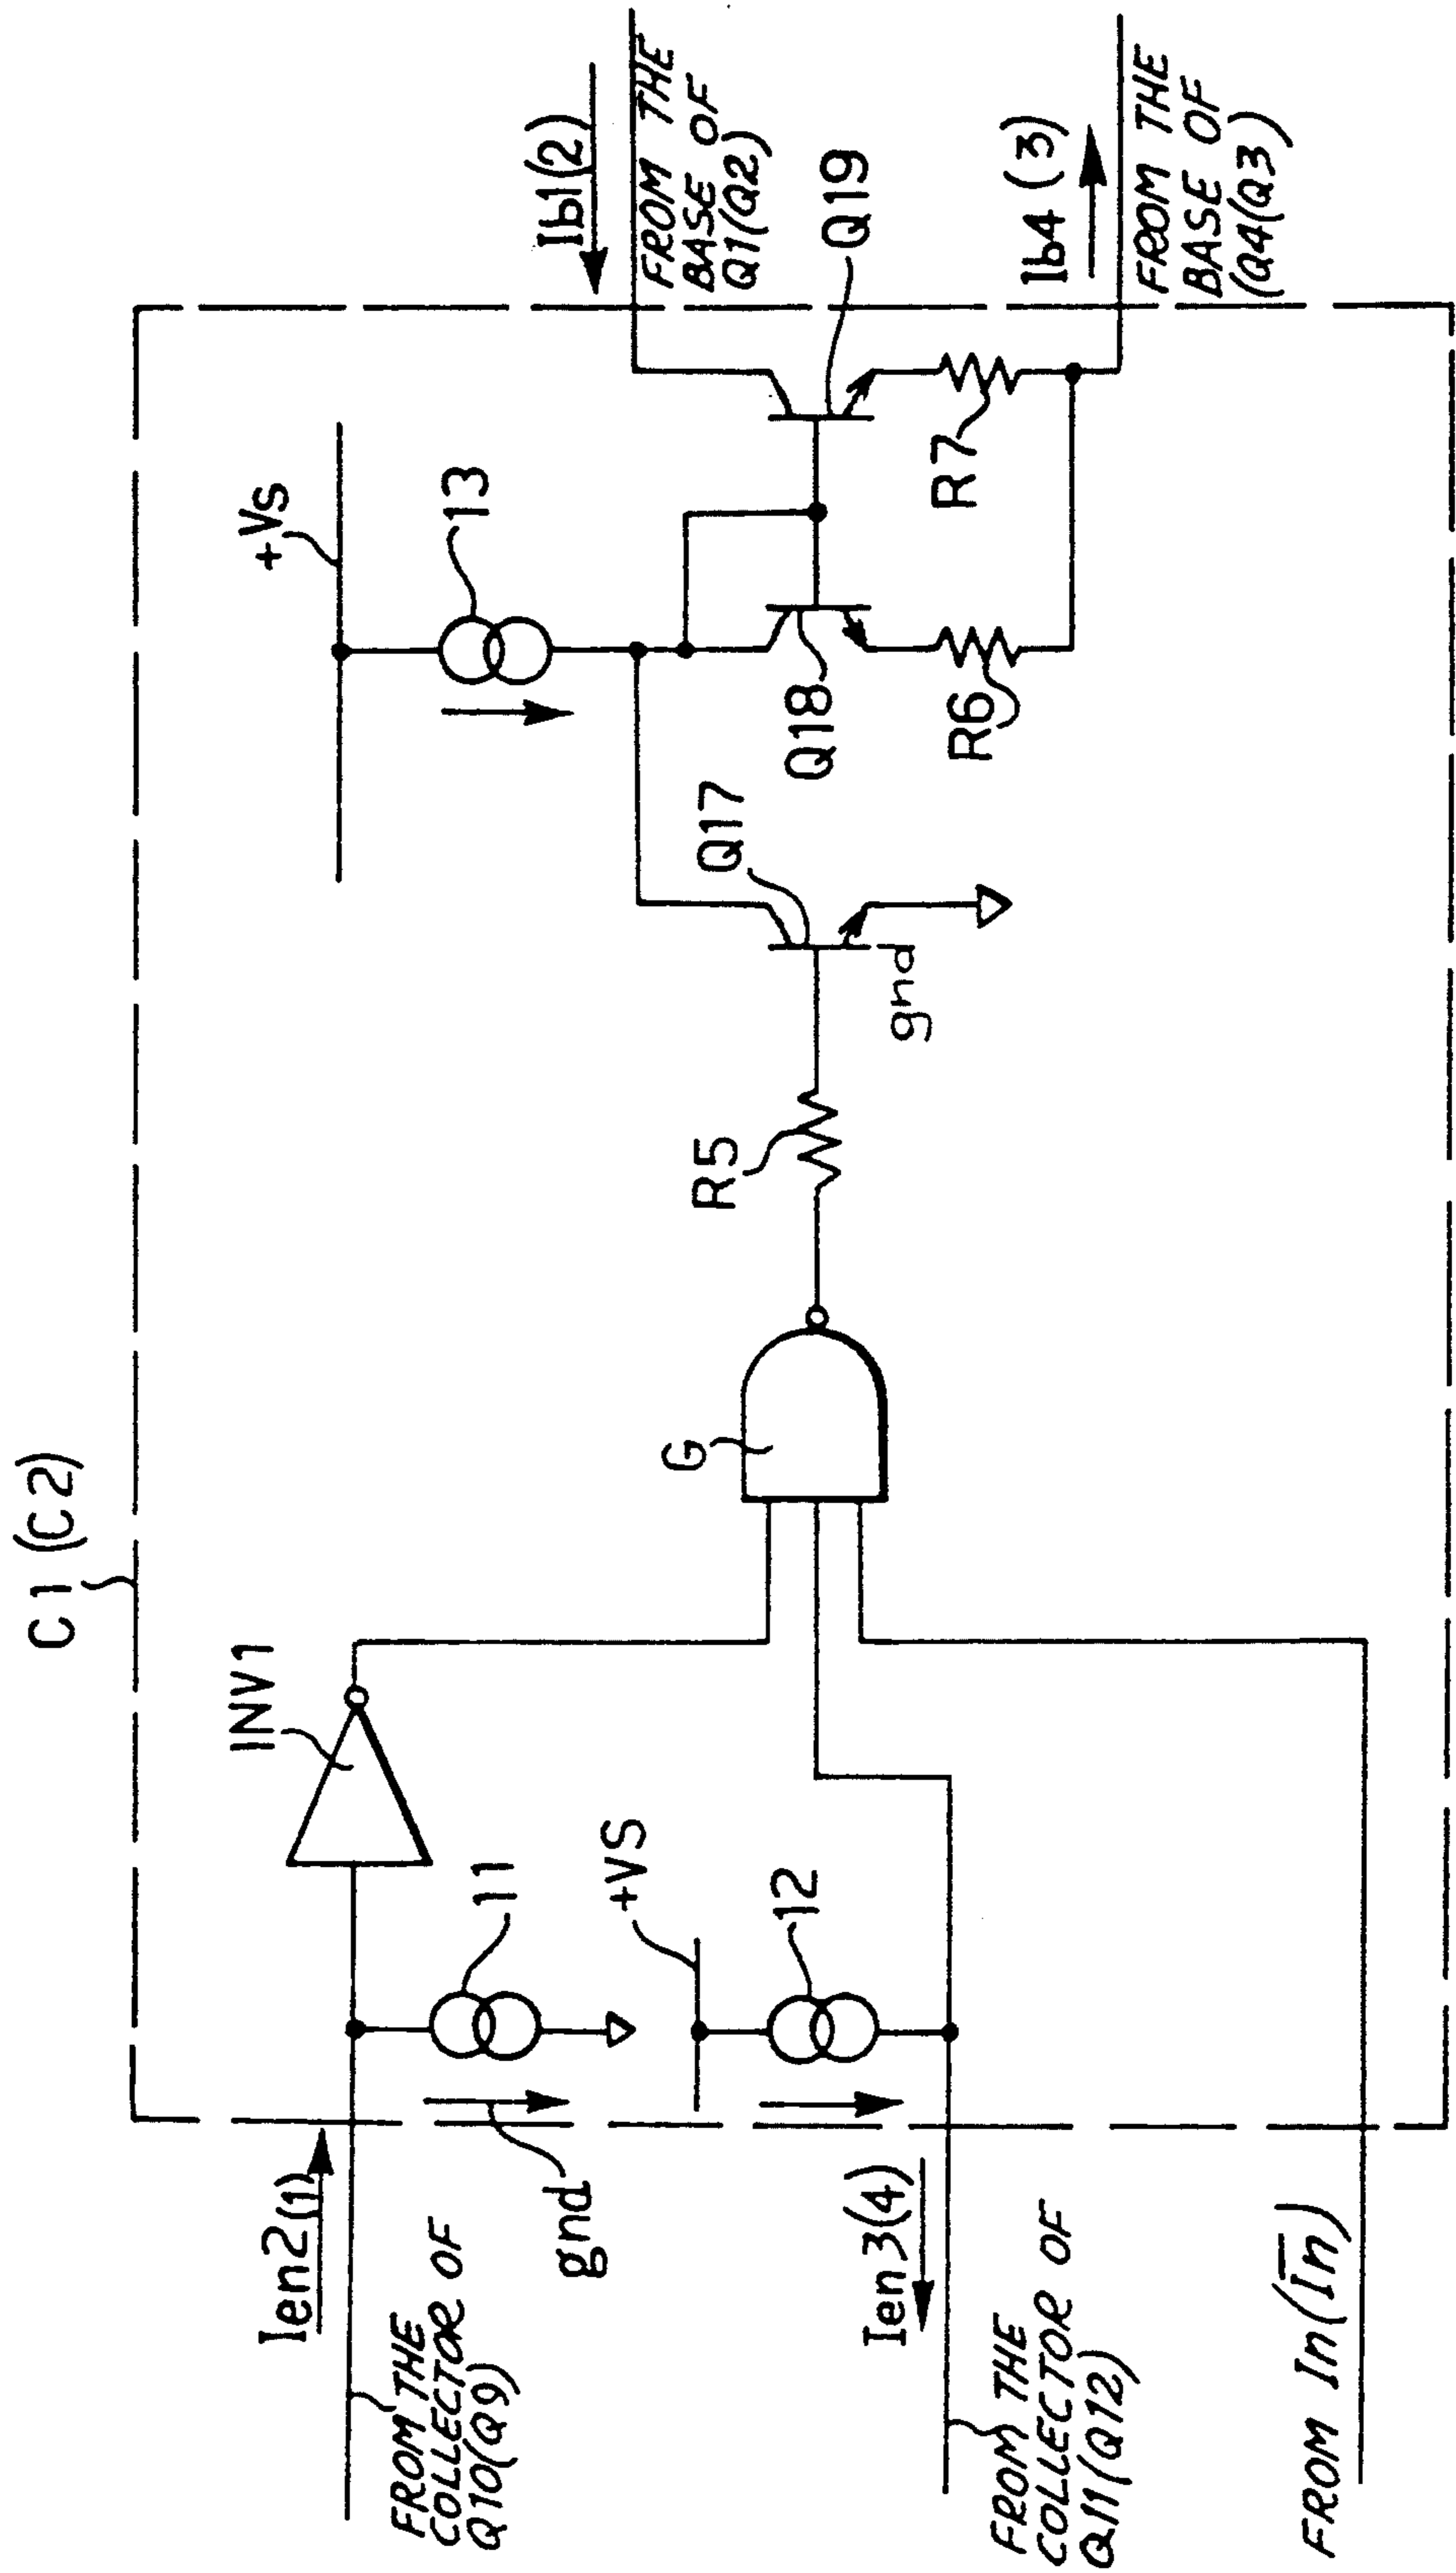 C1 (C2)
+Vs
13
Ib1(2)
FROM THE
BASE OF
Q1(Q2)
Q19
INV1
Ien2(1)
FROM THE
COLLECTOR OF
Q10(Q9)
11
gnd
+VS
12
G
R5
Q17
gnd
Q18
R6
R7
Ib4 (3)
FROM THE
BASE OF
(Q4(Q3)
Ien3(4)
FROM THE
COLLECTOR OF
Q11(Q12)
FROM In(I̅n̅)